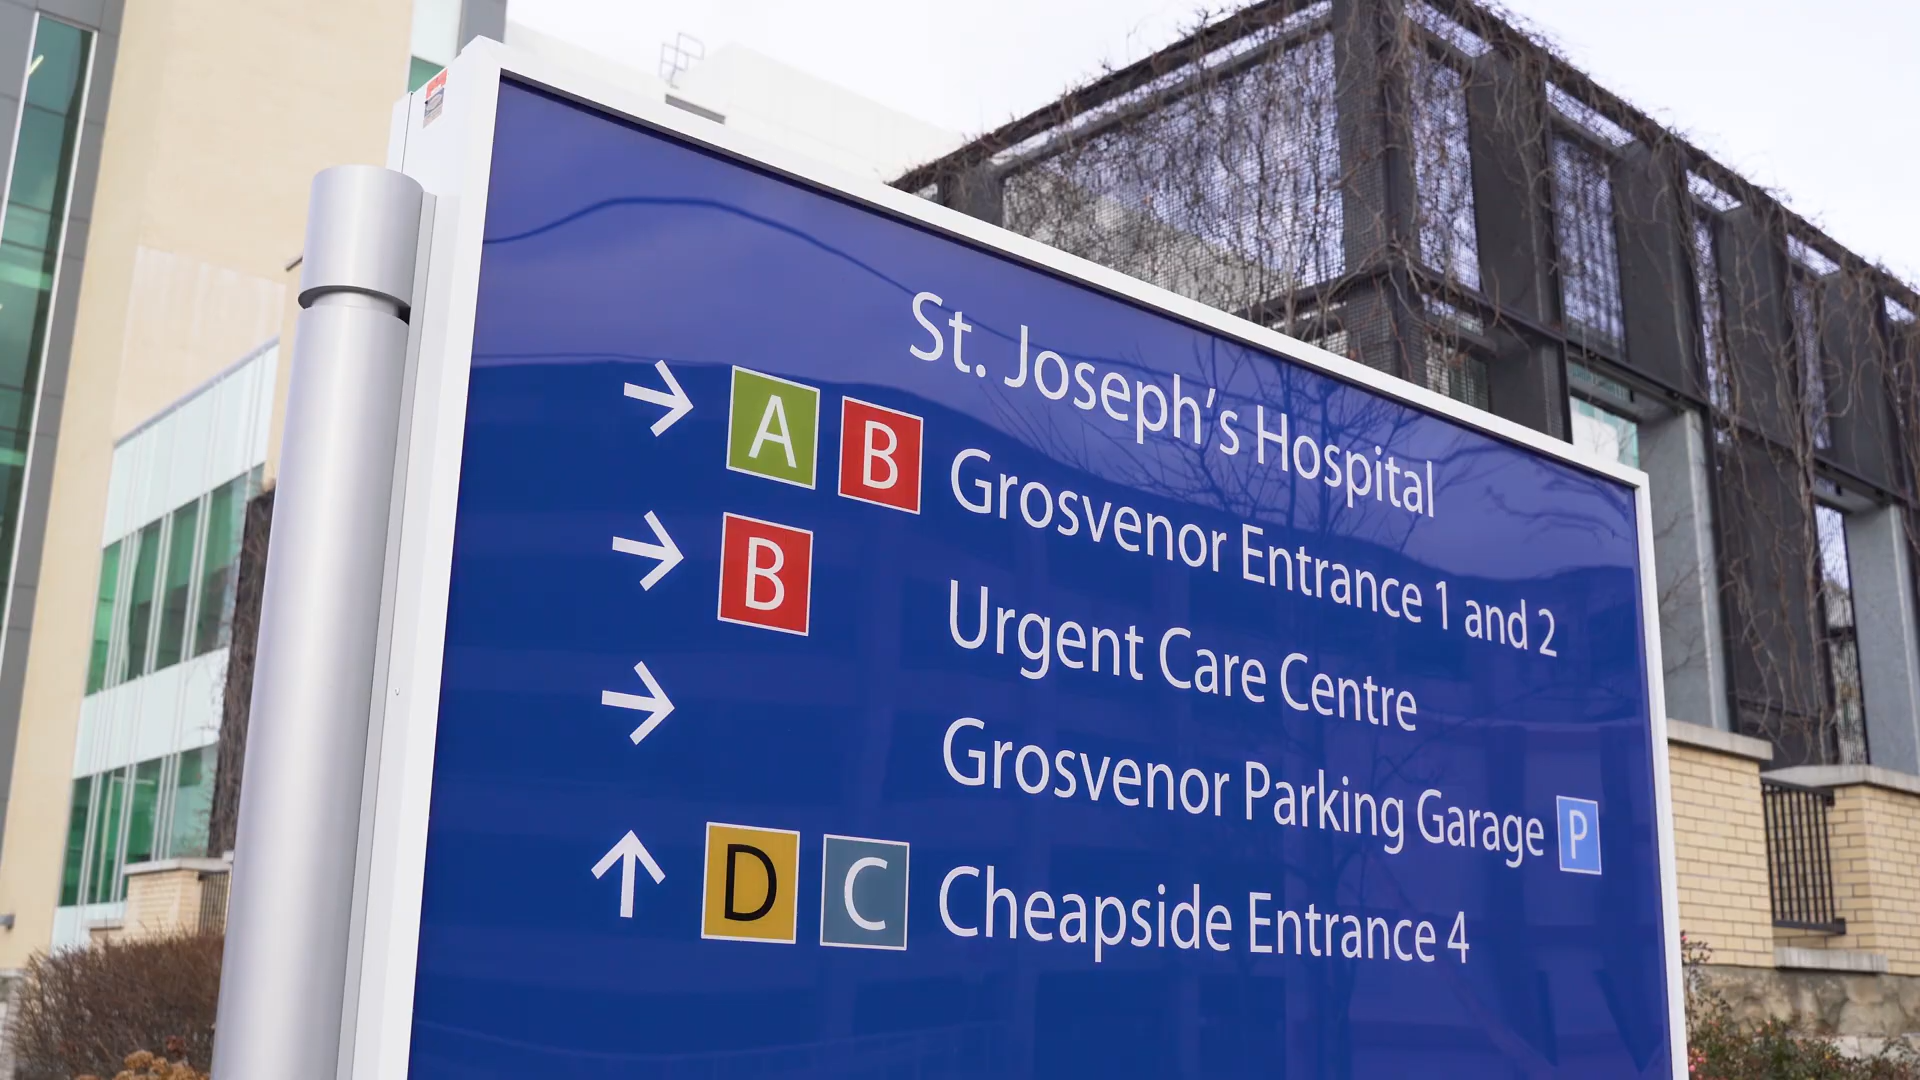 St. Joseph's Hospital
→ A B Grosvenor Entrance 1 and 2
→ B Urgent Care Centre
→ Grosvenor Parking Garage P
↑ D C Cheapside Entrance 4